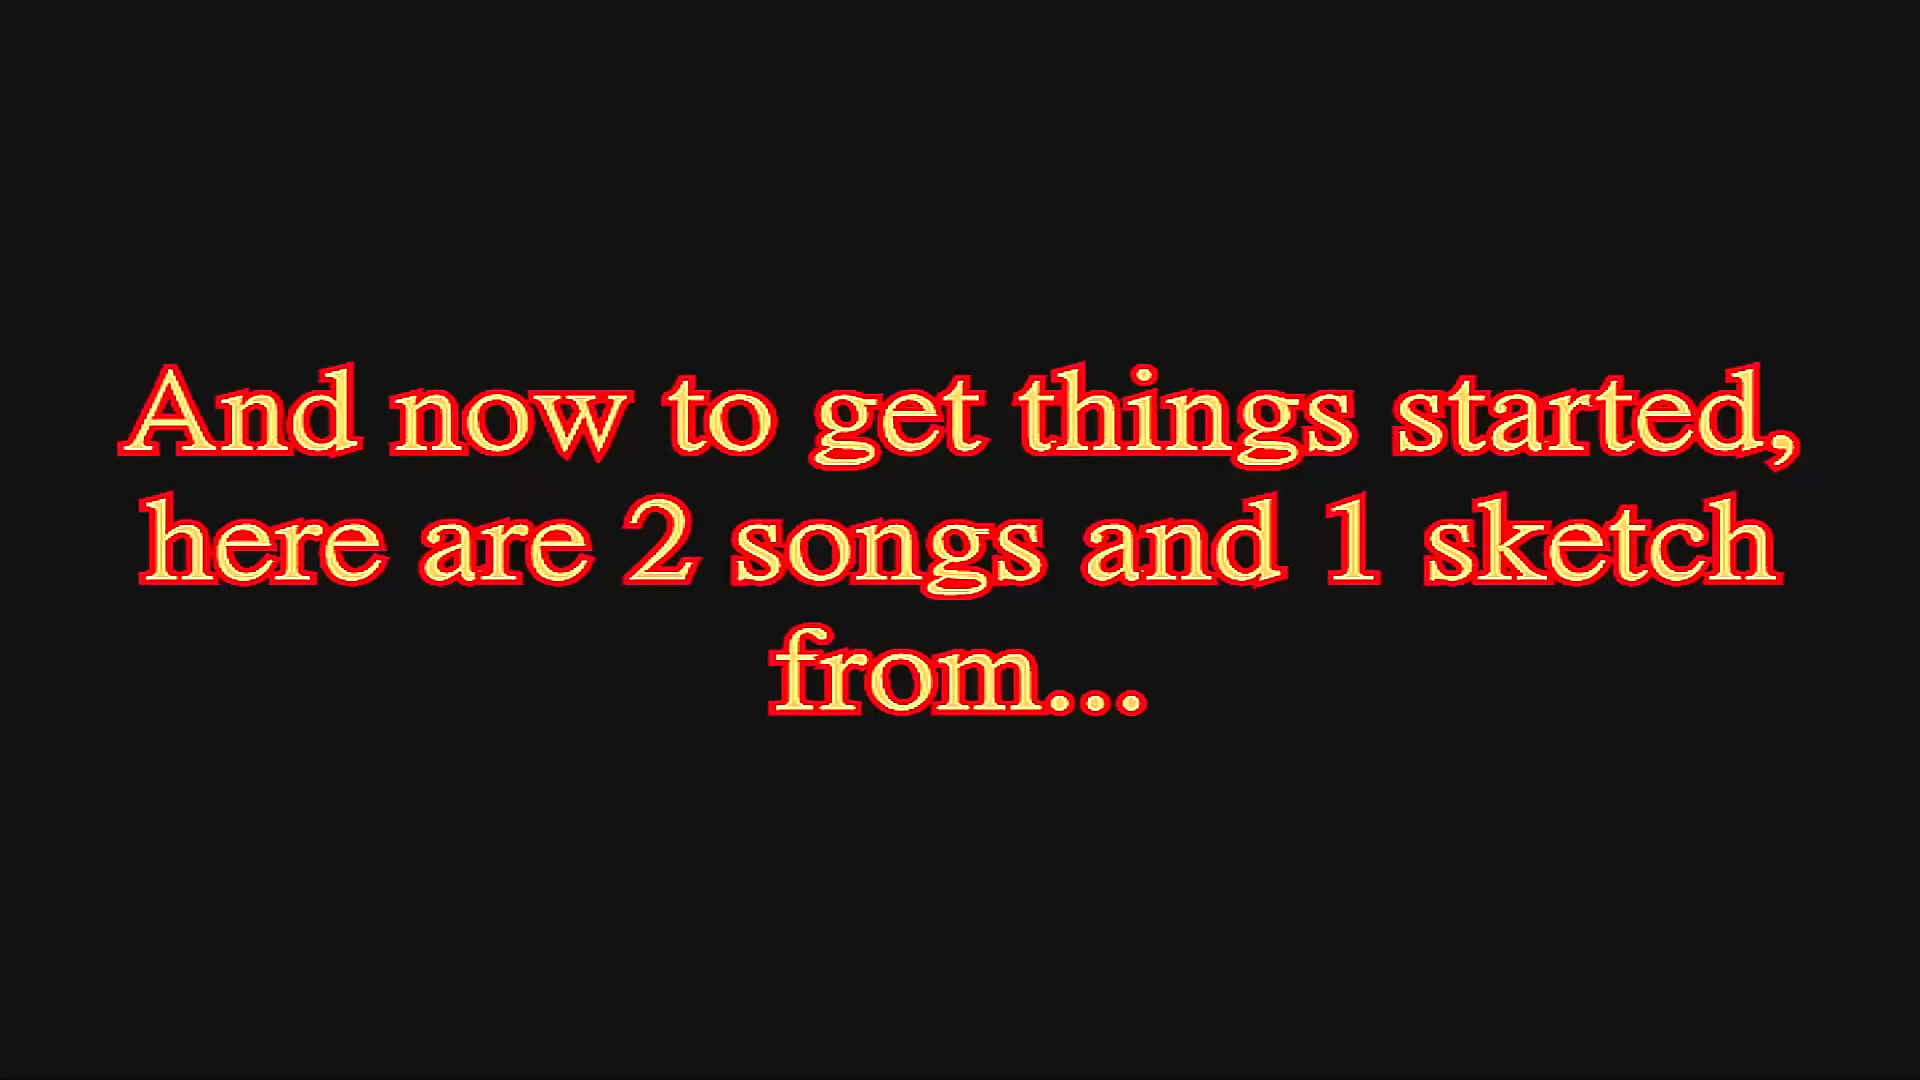 And now to get things started,
here are 2 songs and 1 sketch
from...